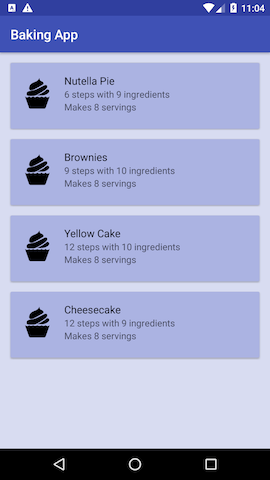 11:04
Baking App
Nutella Pie
6 steps with 9 ingredients
Makes 8 servings
Brownies
9 steps with 10 ingredients
Makes 8 servings
Yellow Cake
12 steps with 10 ingredients
Makes 8 servings
Cheesecake
12 steps with 9 ingredients
Makes 8 servings